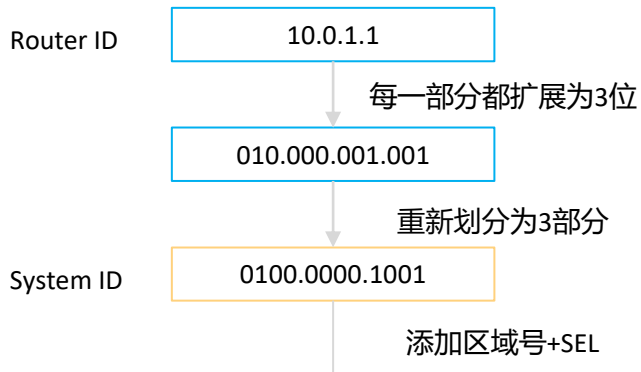 Router ID
10.0.1.1
每一部分都扩展为3位
010.000.001.001
重新划分为3部分
System ID
0100.0000.1001
添加区域号+SEL